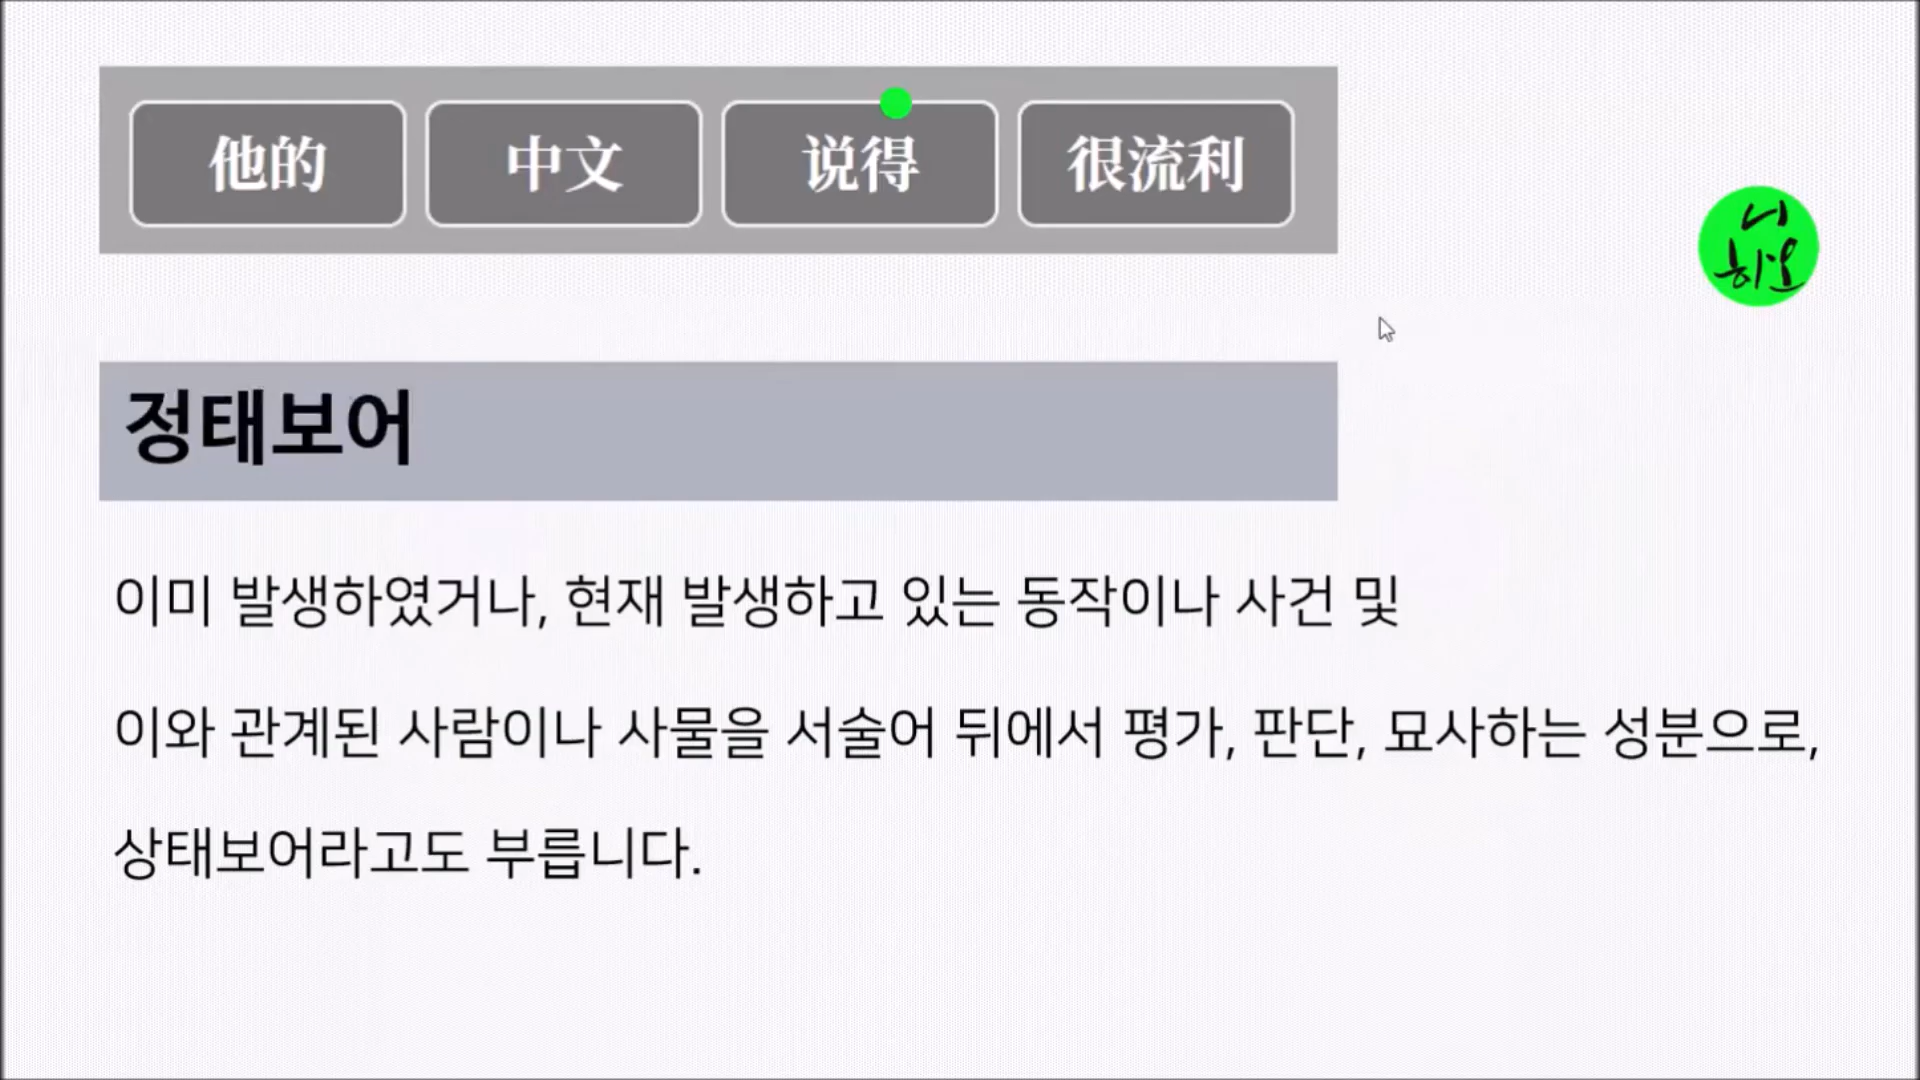 他的 中文 说得 很流利
니
하오
정태보어
이미 발생하였거나, 현재 발생하고 있는 동작이나 사건 및
이와 관계된 사람이나 사물을 서술어 뒤에서 평가, 판단, 묘사하는 성분으로,
상태보어라고도 부릅니다.